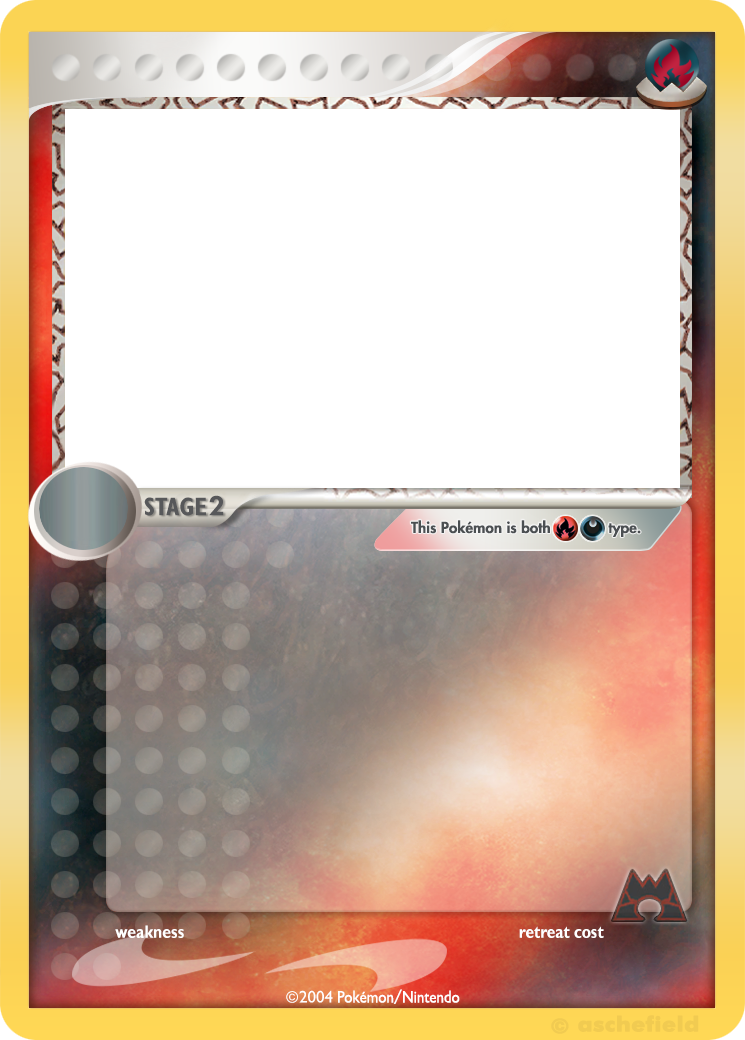 STAGE2
This Pokémon is both type.
weakness
retreat cost
©2004 Pokémon/Nintendo
© aschefield